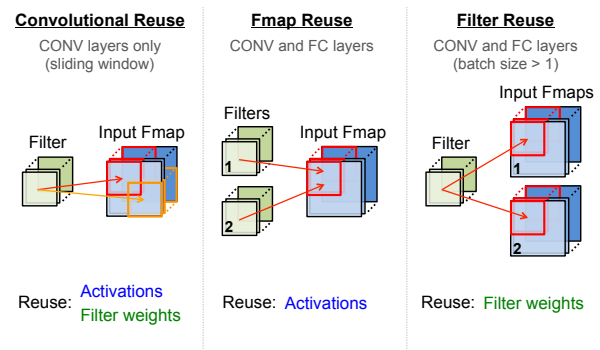 Convolutional Reuse
CONV layers only
(sliding window)
Filter
Input Fmap
Reuse: Activations
Filter weights
Fmap Reuse
CONV and FC layers
Filters
Input Fmap
1
2
Reuse: Activations
Filter Reuse
CONV and FC layers
(batch size > 1)
Input Fmaps
Filter
1
2
Reuse: Filter weights